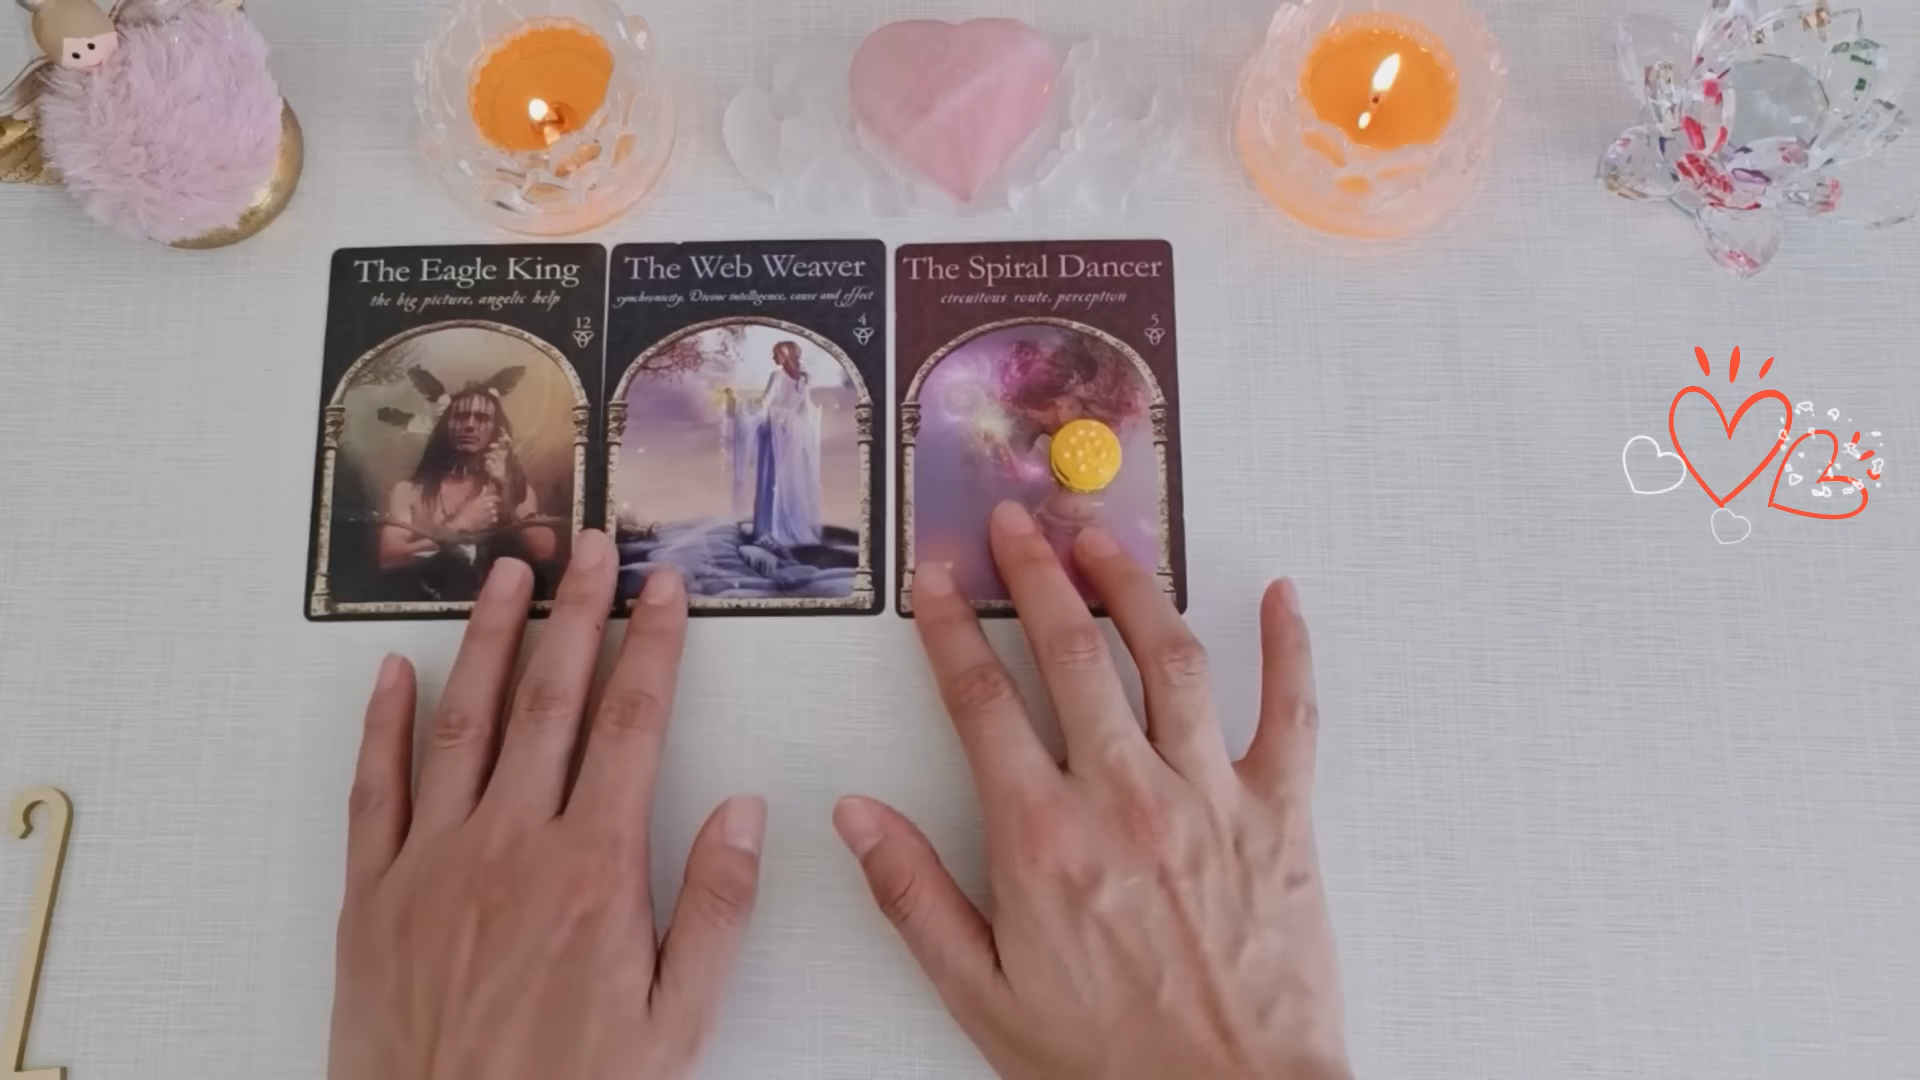 The Eagle King
the big picture, angelic help
12
The Web Weaver
synchronicity, Divine intelligence, cause and effect
4
The Spiral Dancer
circuitous route, perception
5